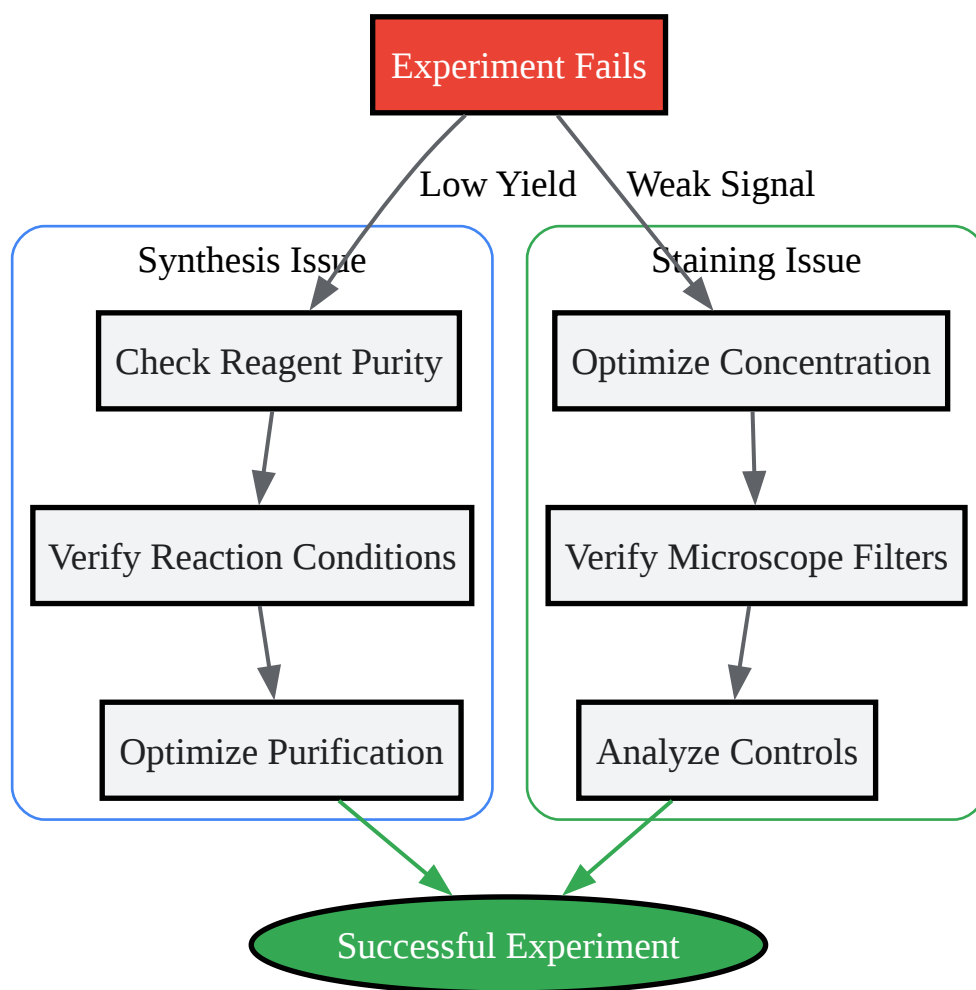 Experiment Fails
Low Yield
Weak Signal
Synthesis Issue
Staining Issue
Check Reagent Purity
Optimize Concentration
Verify Reaction Conditions
Verify Microscope Filters
Optimize Purification
Analyze Controls
Successful Experiment